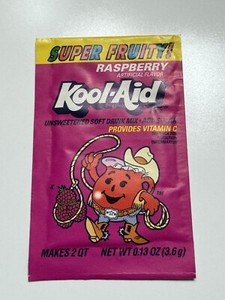 SUPER FRUITY!
RASPBERRY
ARTIFICIAL FLAVOR
Kool-Aid
UNSWEETENED SOFT DRINK MIX
PROVIDES VITAMIN C
MAKES 2 QT NET WT 0.13 OZ (3.6g)